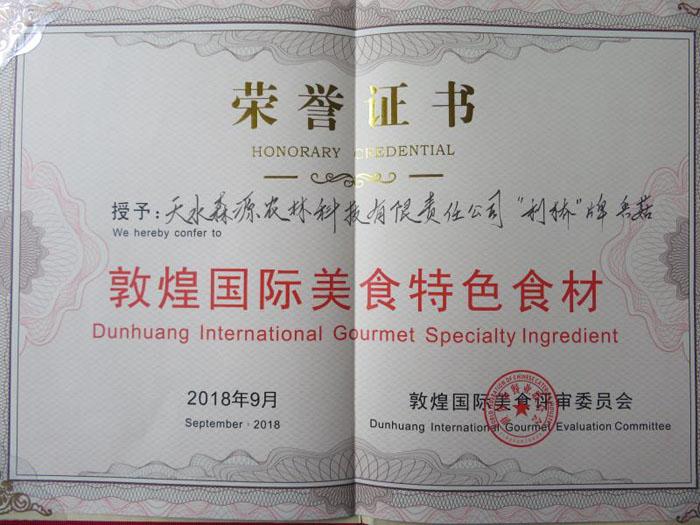 荣誉证书
HONORARY CREDENTIAL
授予：天水森源农林科技有限责任公司"利桥"牌香菇
We hereby confer to
敦煌国际美食特色食材
Dunhuang International Gourmet Specialty Ingredient
2018年9月
September · 2018
敦煌国际美食评审委员会
Dunhuang International Gourmet Evaluation Committee